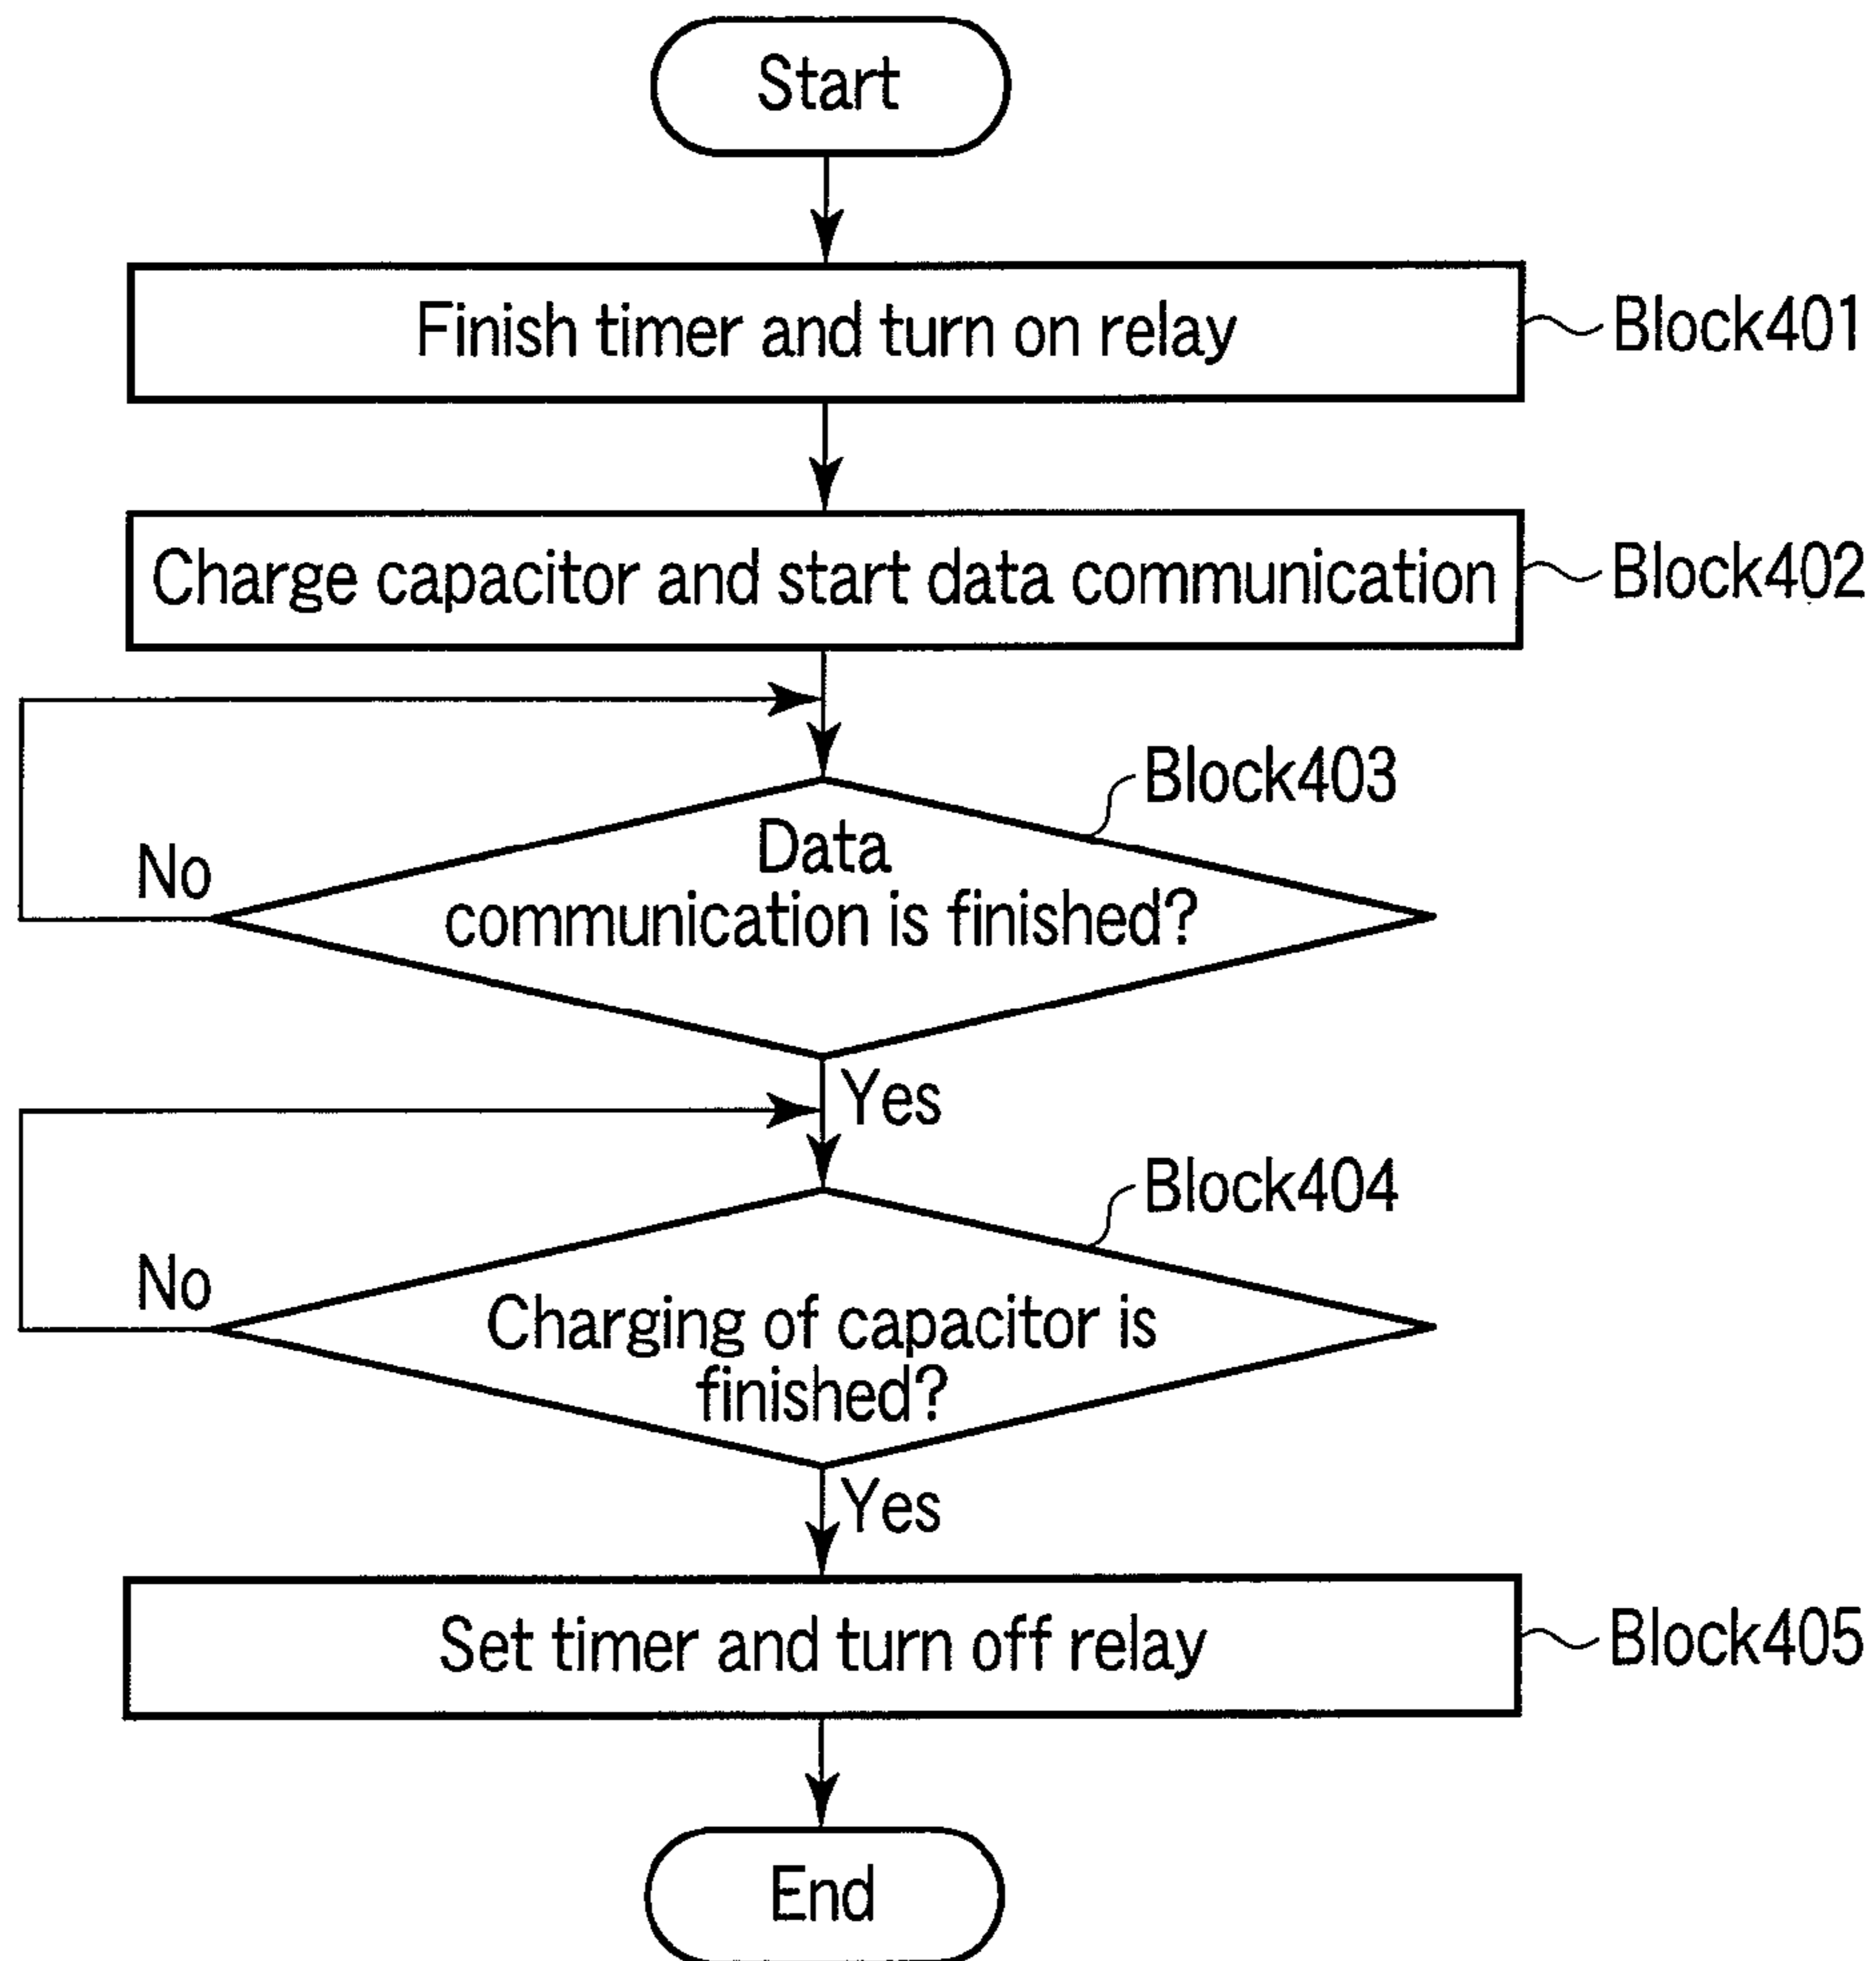 Start
Finish timer and turn on relay
Block401
Charge capacitor and start data communication
Block402
Block403
Data
communication is finished?
No
Yes
Block404
Charging of capacitor is
finished?
No
Yes
Set timer and turn off relay
Block405
End